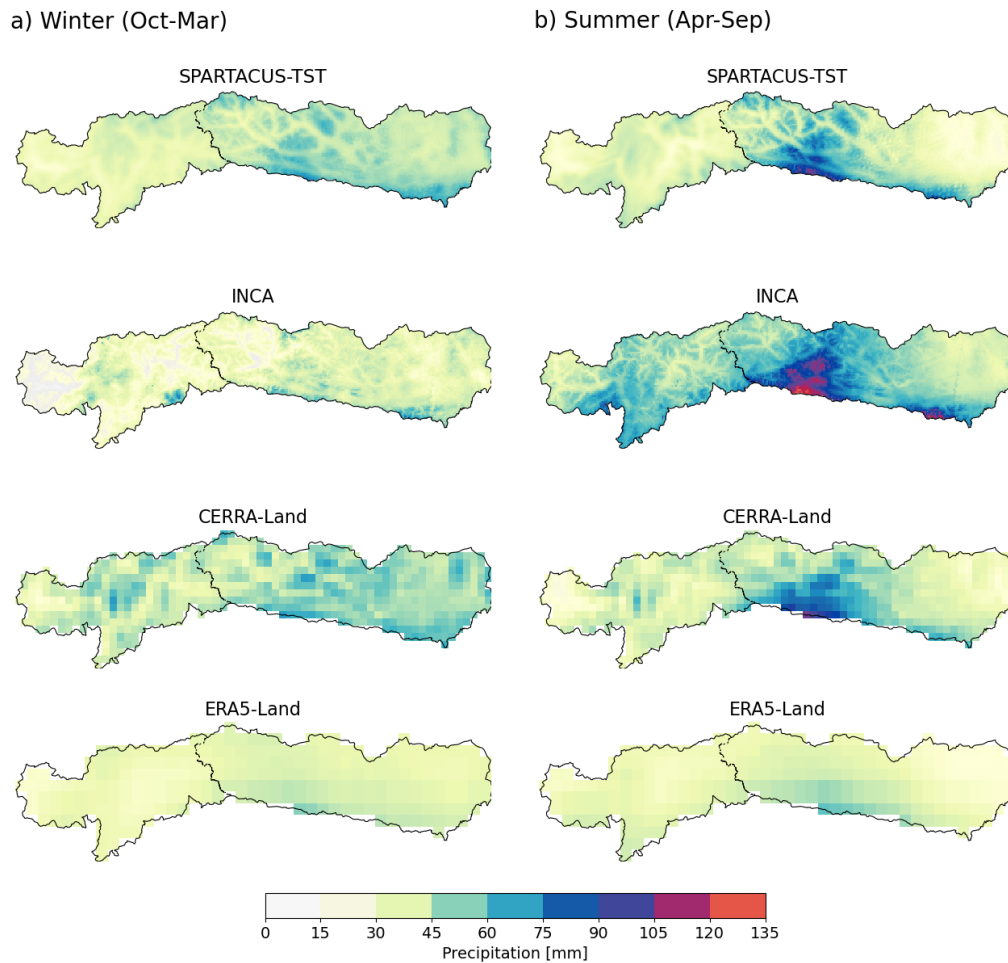 a) Winter (Oct-Mar)
b) Summer (Apr-Sep)
SPARTACUS-TST
SPARTACUS-TST
INCA
INCA
CERRA-Land
CERRA-Land
ERA5-Land
ERA5-Land
0 15 30 45 60 75 90 105 120 135
Precipitation [mm]